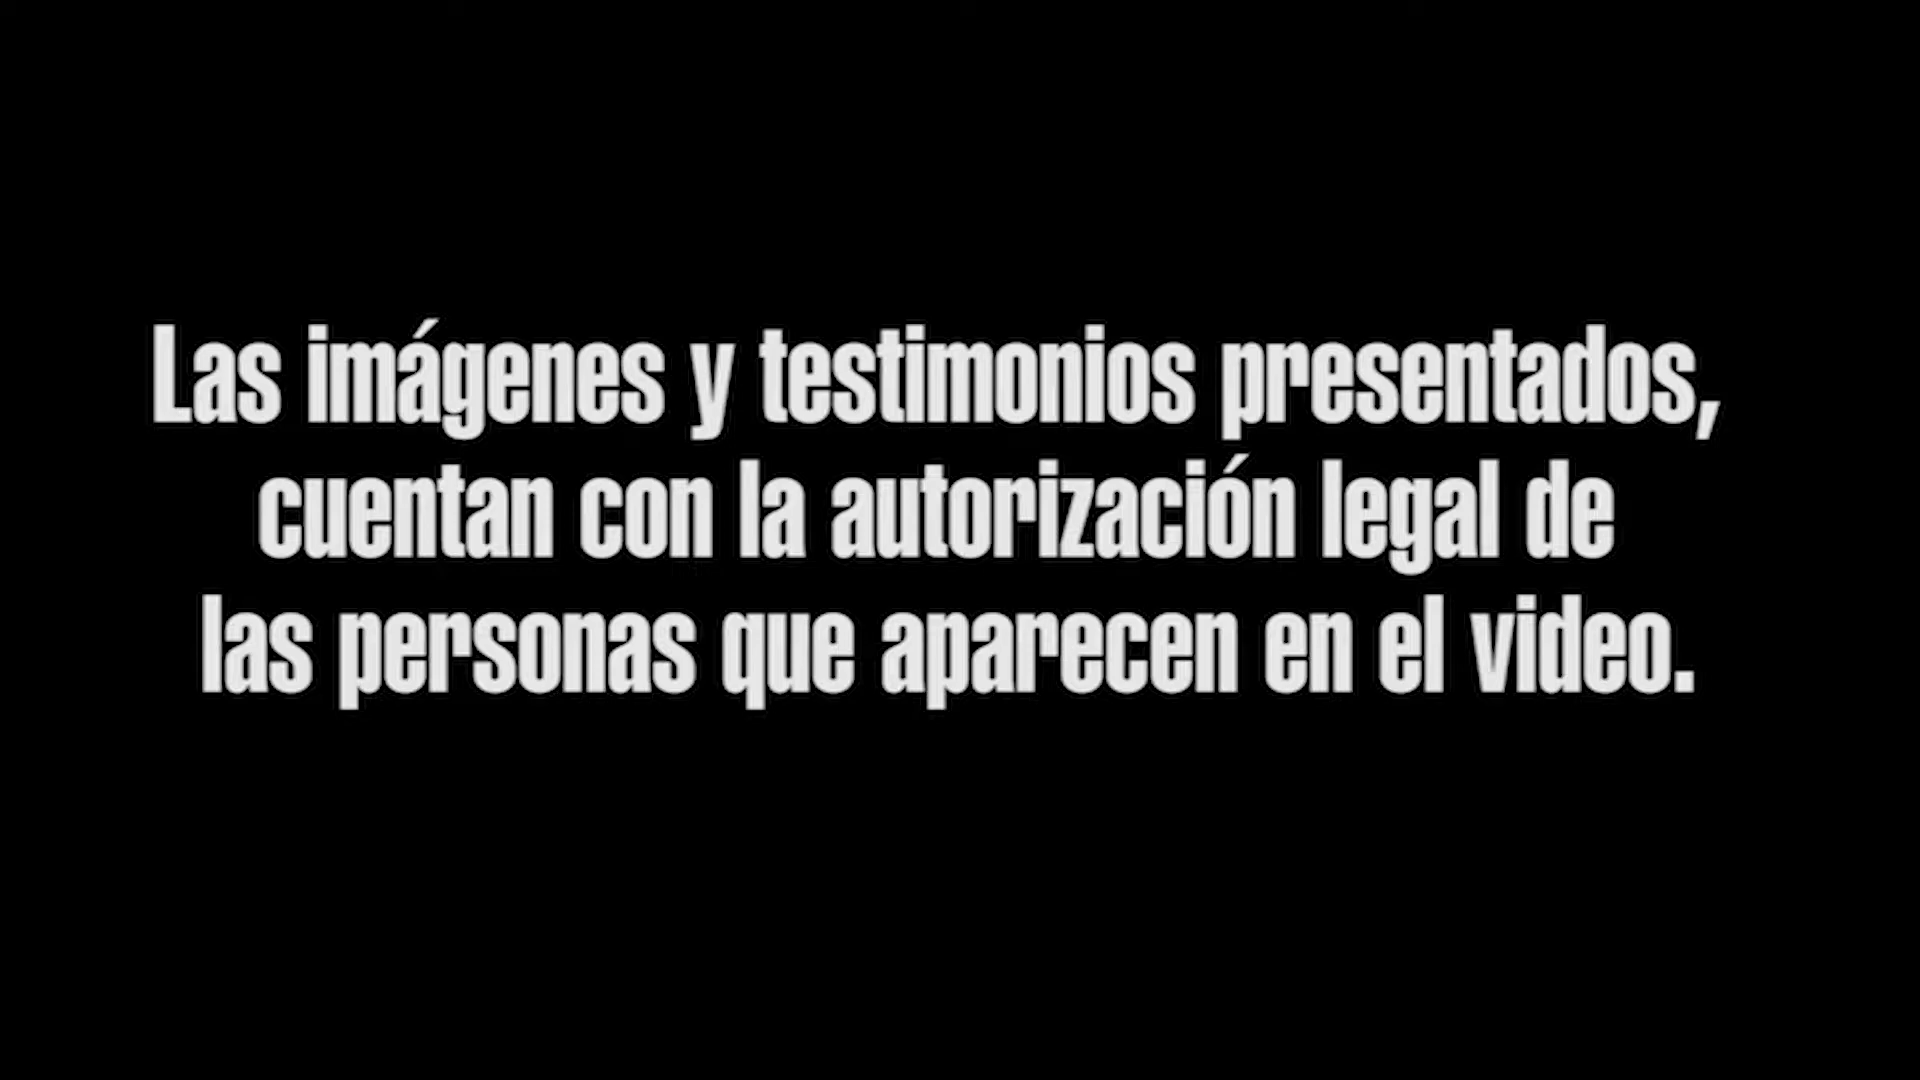 Las imágenes y testimonios presentados,
cuentan con la autorización legal de
las personas que aparecen en el video.